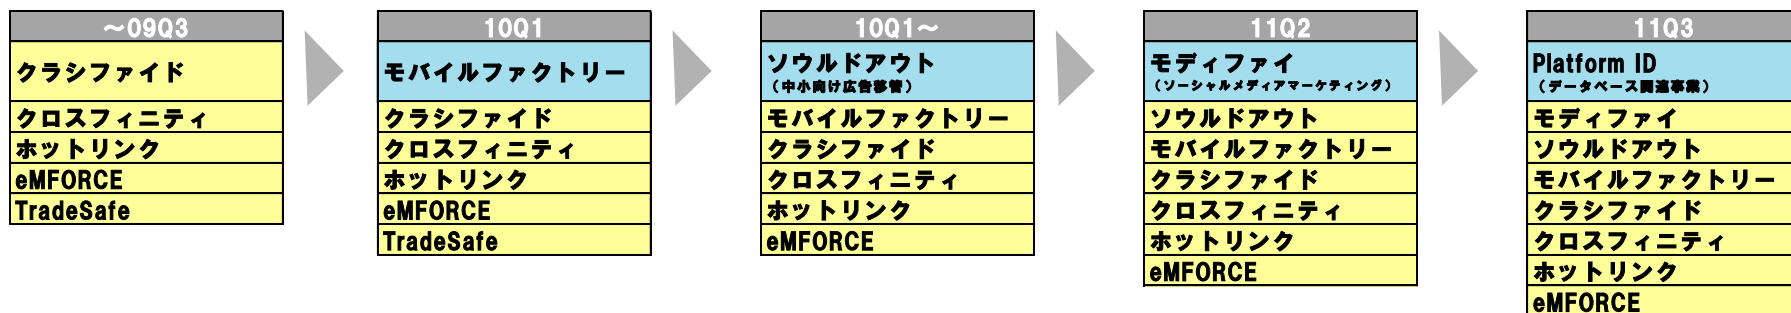 ～09Q3
クラシファイド
クロスフィニティ
ホットリンク
eMFORCE
TradeSafe
10Q1
モバイルファクトリー
クラシファイド
クロスフィニティ
ホットリンク
eMFORCE
TradeSafe
10Q1～
ソウルドアウト
（中小向け広告移管）
モバイルファクトリー
クラシファイド
クロスフィニティ
ホットリンク
eMFORCE
11Q2
モディファイ
（ソーシャルメディアマーケティング）
ソウルドアウト
モバイルファクトリー
クラシファイド
クロスフィニティ
ホットリンク
eMFORCE
11Q3
Platform ID
（データベース関連事業）
モディファイ
ソウルドアウト
モバイルファクトリー
クラシファイド
クロスフィニティ
ホットリンク
eMFORCE